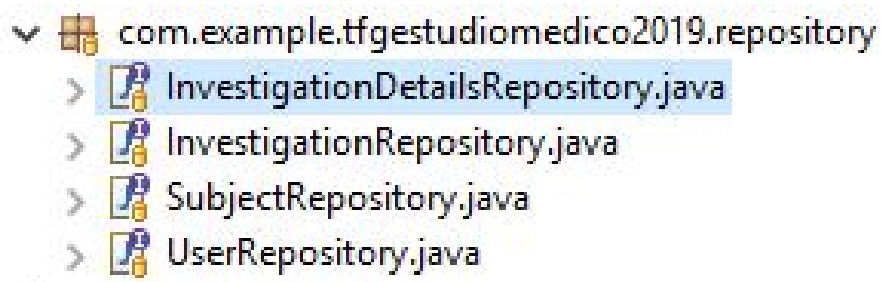 com.example.tfgestudiomedico2019.repository
InvestigationDetailsRepository.java
InvestigationRepository.java
SubjectRepository.java
UserRepository.java